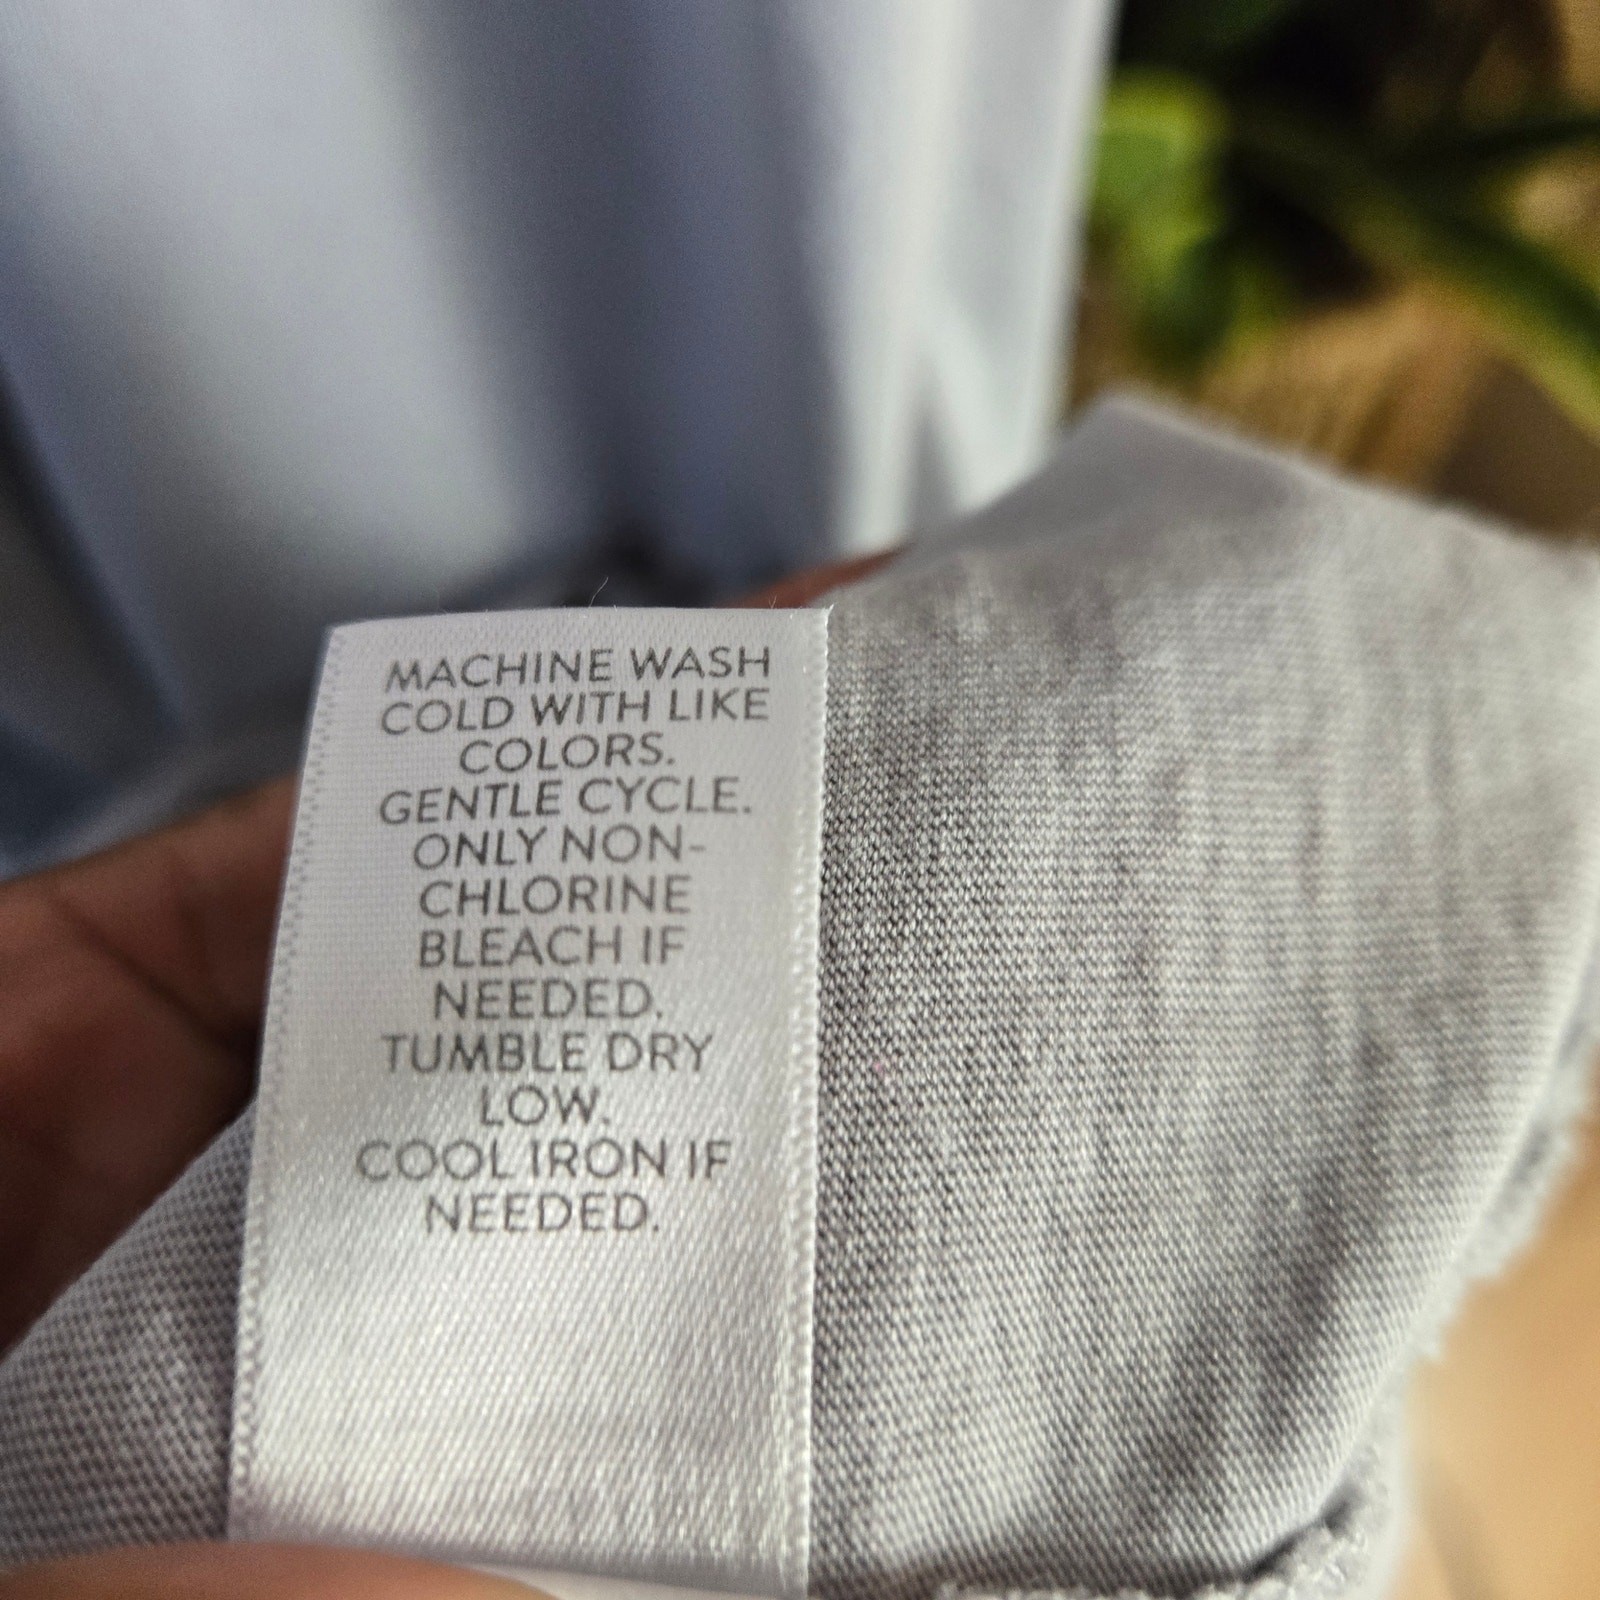 MACHINE WASH
COLD WITH LIKE
COLORS.
GENTLE CYCLE.
ONLY NON-
CHLORINE
BLEACH IF
NEEDED.
TUMBLE DRY
LOW.
COOL IRON IF
NEEDED.